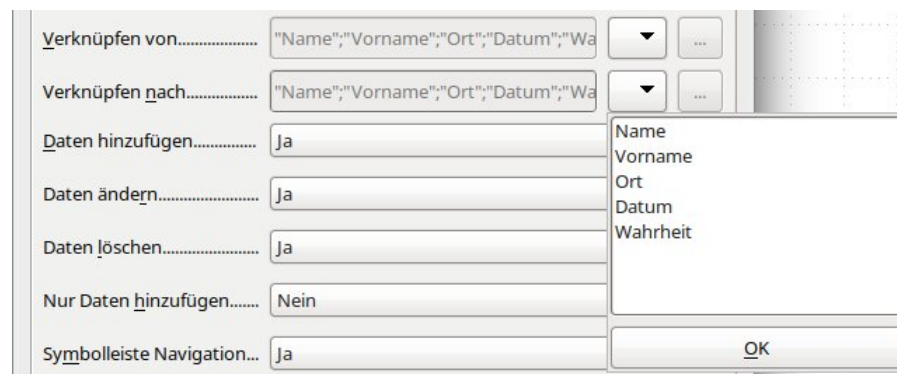 Verknüpfen von................... "Name";"Vorname";"Ort";"Datum";"Wa ...
Verknüpfen nach................. "Name";"Vorname";"Ort";"Datum";"Wa ...
Daten hinzufügen............... Ja
Daten ändern........................ Ja
Daten löschen....................... Ja
Nur Daten hinzufügen....... Nein
Symbolleiste Navigation... Ja
Name
Vorname
Ort
Datum
Wahrheit
OK